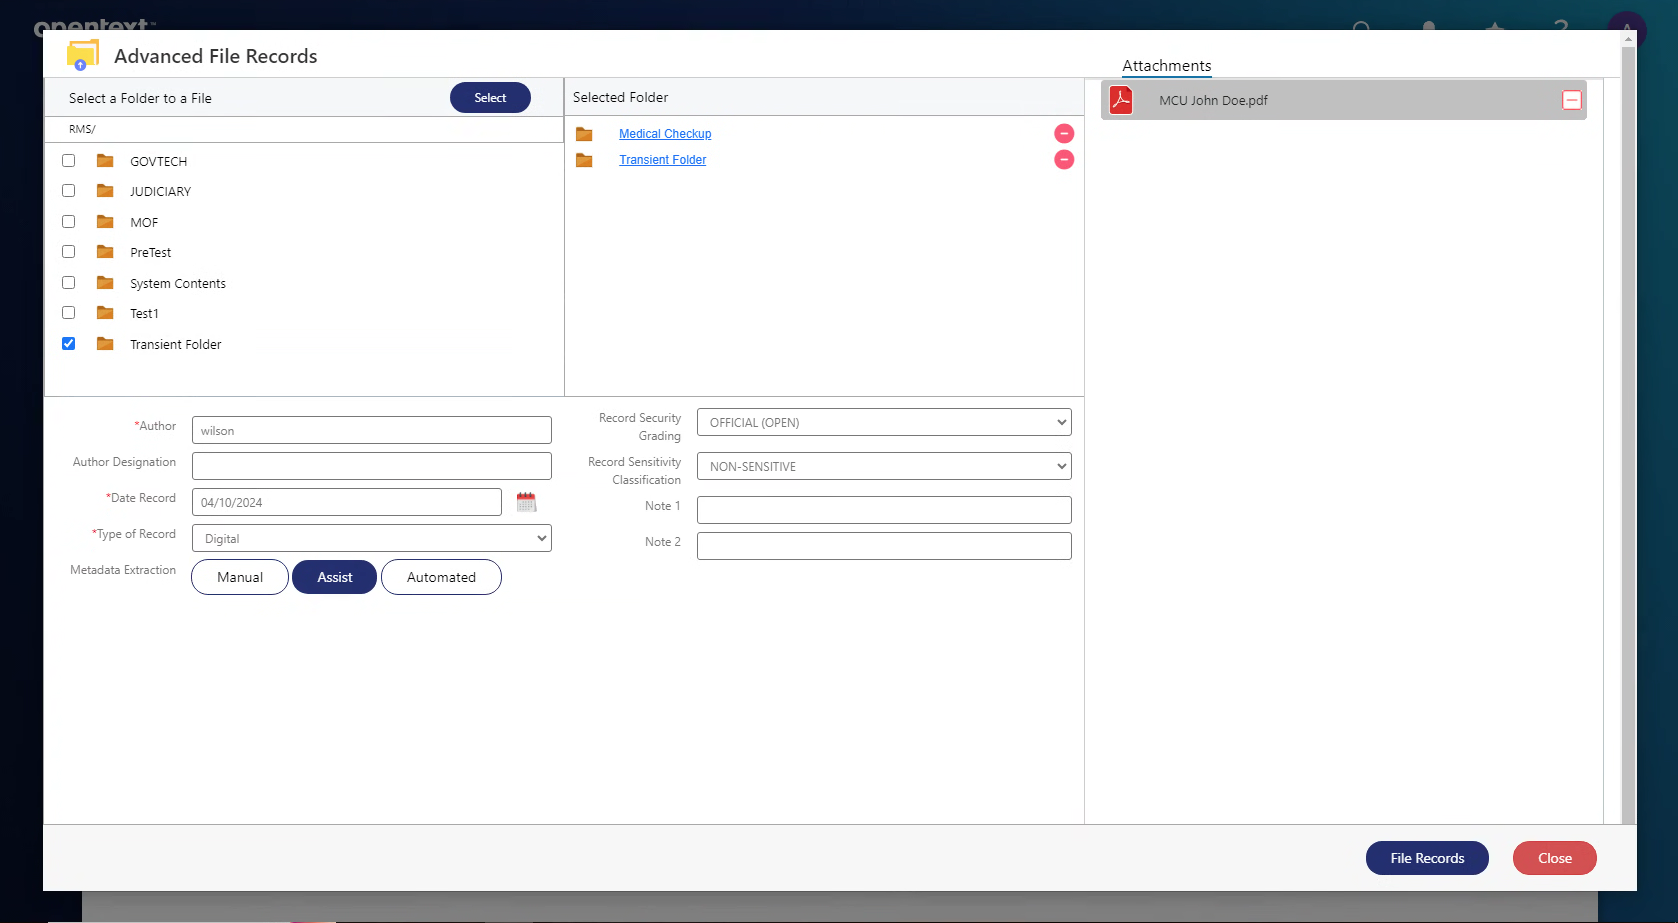 opentext™
Advanced File Records
Attachments
Select a Folder to a File
Select
Selected Folder
MCU John Doe.pdf
RMS/
Medical Checkup
Transient Folder
GOVTECH
JUDICIARY
MOF
PreTest
System Contents
Test1
Transient Folder
*Author
wilson
Author Designation
*Date Record
04/10/2024
*Type of Record
Digital
Metadata Extraction
Manual
Assist
Automated
Record Security
Grading
OFFICIAL (OPEN)
Record Sensitivity
Classification
NON-SENSITIVE
Note 1
Note 2
File Records
Close